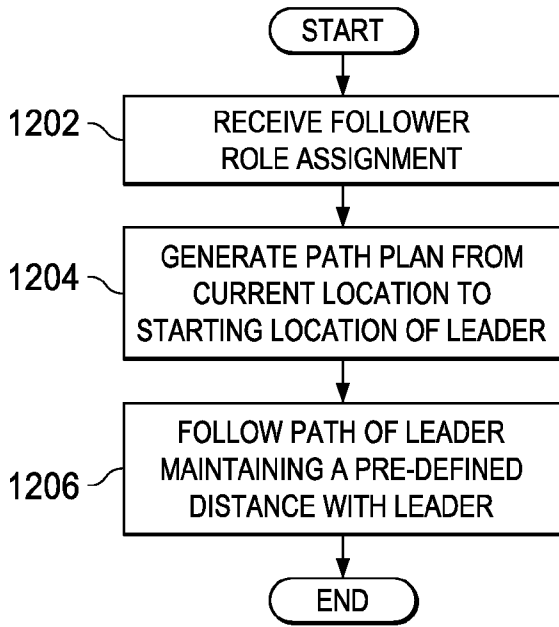 START
1202
RECEIVE FOLLOWER
ROLE ASSIGNMENT
1204
GENERATE PATH PLAN FROM
CURRENT LOCATION TO
STARTING LOCATION OF LEADER
1206
FOLLOW PATH OF LEADER
MAINTAINING A PRE-DEFINED
DISTANCE WITH LEADER
END